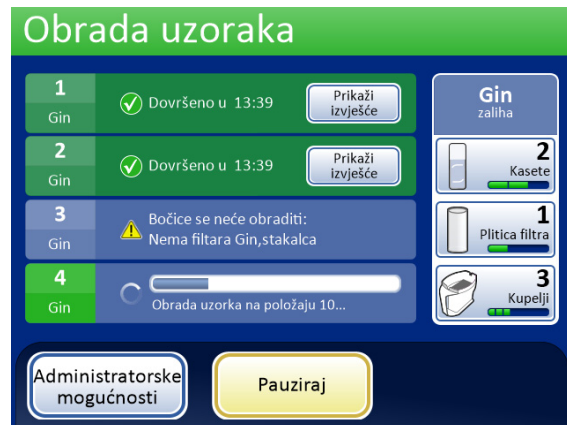 Obrada uzoraka
1
Gin
Dovršeno u 13:39
Prikaži
izvješće
2
Gin
Dovršeno u 13:39
Prikaži
izvješće
3
Gin
Bočice se neće obraditi:
Nema filtara Gin,stakalca
4
Gin
Obrada uzorka na položaju 10...
Gin
zaliha
2
Kasete
1
Plitica filtra
3
Kupelji
Administratorske
mogućnosti
Pauziraj